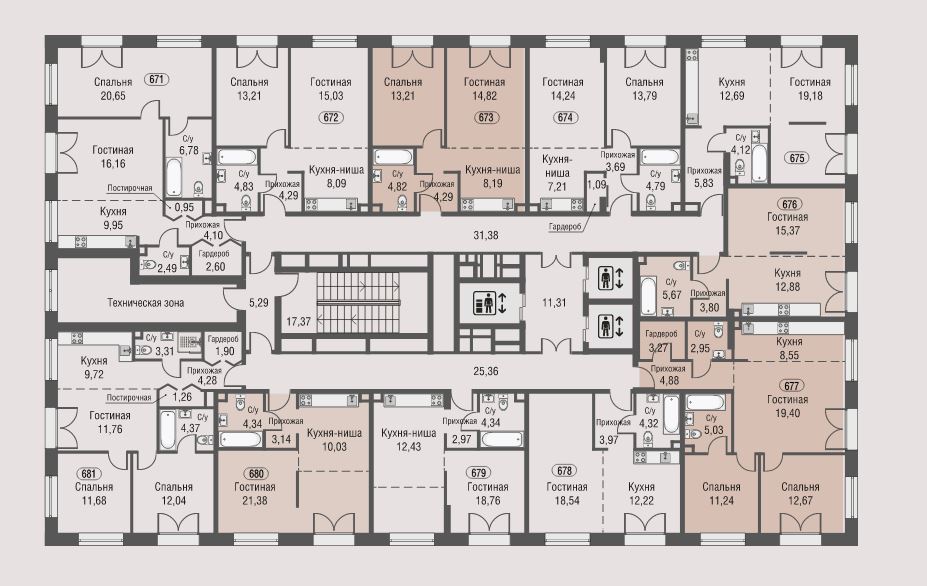 Спальня
20,65
671
Гостиная
16,16
С/у
6,78
Постирочная
0,95
Кухня
9,95
Прихожая
4,10
С/у
2,49
Гардероб
2,60
Спальня
13,21
Гостиная
15,03
672
С/у
4,83
Прихожая
4,29
Кухня-ниша
8,09
Спальня
13,21
Гостиная
14,82
673
С/у
4,82
Прихожая
4,29
Кухня-ниша
8,19
Гостиная
14,24
674
Спальня
13,79
Кухня-
ниша
7,21
1,09
Гардероб
Прихожая
3,69
С/у
4,79
Кухня
12,69
Гостиная
19,18
С/у
4,12
675
Прихожая
5,83
676
Гостиная
15,37
Кухня
12,88
С/у
5,67
Прихожая
3,80
31,38
Техническая зона
5,29
17,37
11,31
25,36
Кухня
9,72
С/у
3,31
Гардероб
1,90
Прихожая
4,28
Постирочная
1,26
Гостиная
11,76
С/у
4,37
681
Спальня
11,68
Спальня
12,04
С/у
4,34
Прихожая
3,14
Кухня-ниша
10,03
680
Гостиная
21,38
Кухня-ниша
12,43
Прихожая
2,97
С/у
4,34
679
Гостиная
18,76
678
Гостиная
18,54
Прихожая
3,97
С/у
4,32
Кухня
12,22
Гардероб
3,27
С/у
2,95
Прихожая
4,88
Кухня
8,55
677
Гостиная
19,40
С/у
5,03
Спальня
11,24
Спальня
12,67